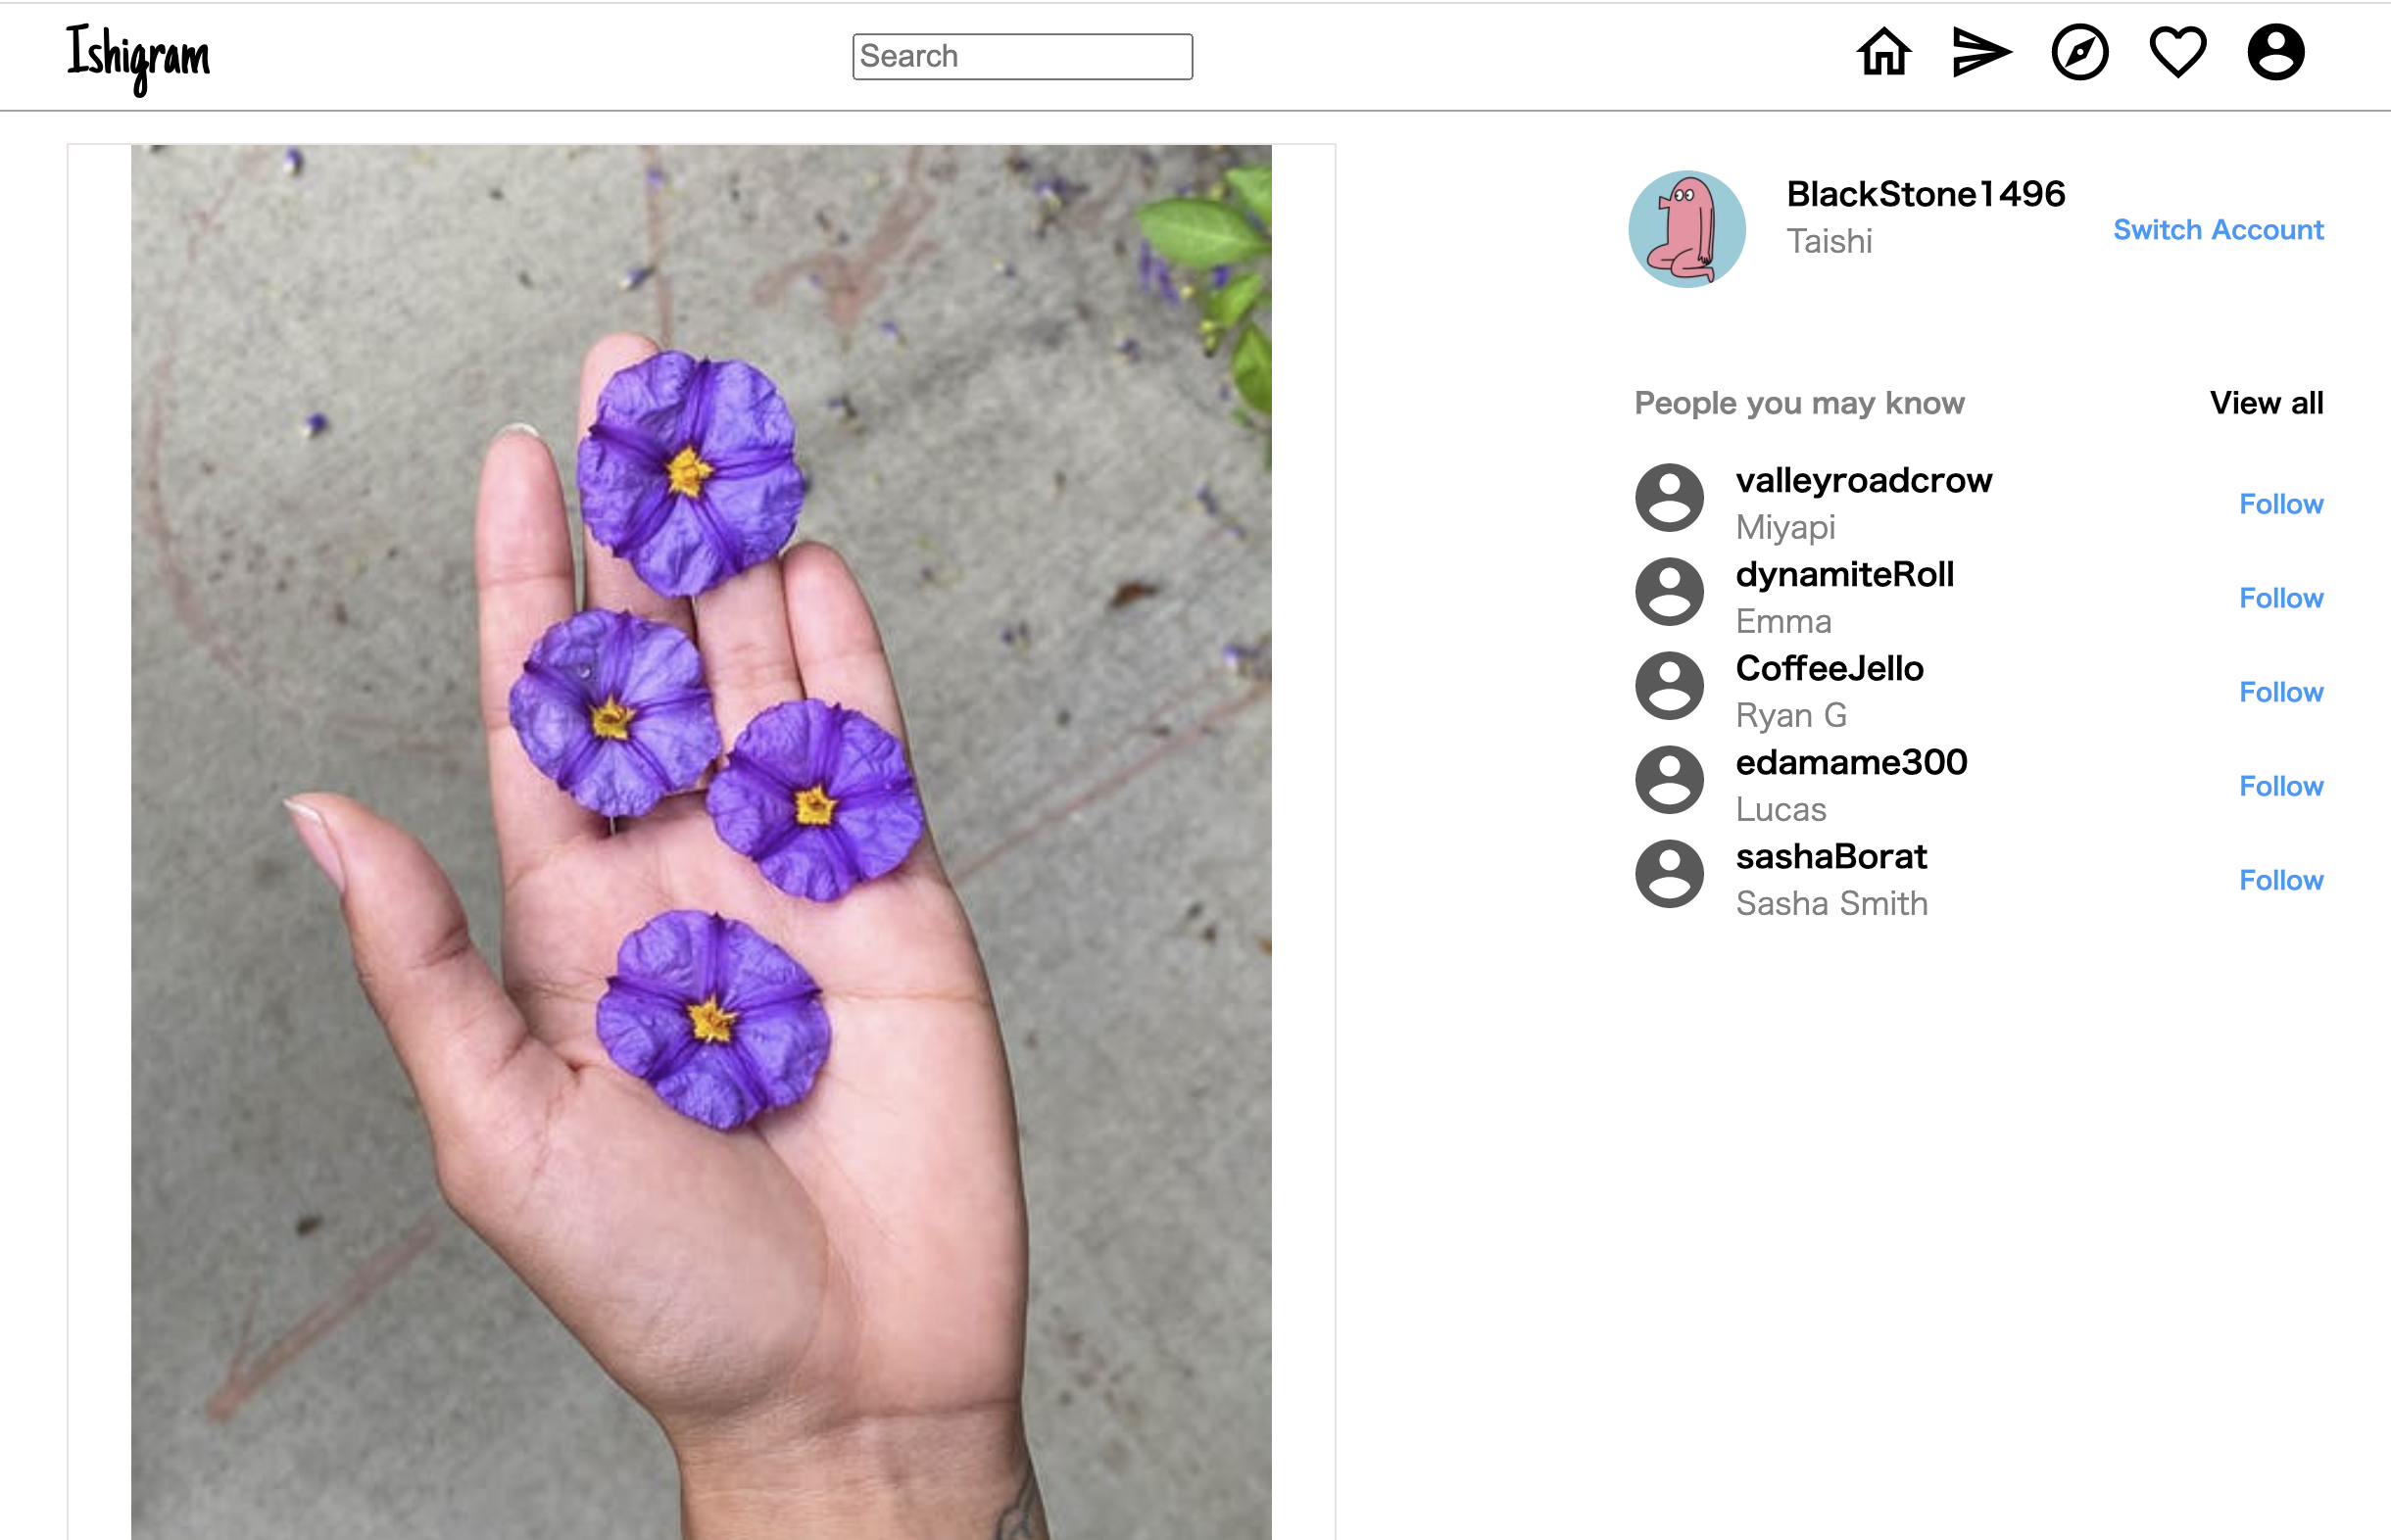 Ishigram
Search
BlackStone1496
Taishi
Switch Account
People you may know
View all
valleyroadcrow
Miyapi
Follow
dynamiteRoll
Emma
Follow
CoffeeJello
Ryan G
Follow
edamame300
Lucas
Follow
sashaBorat
Sasha Smith
Follow